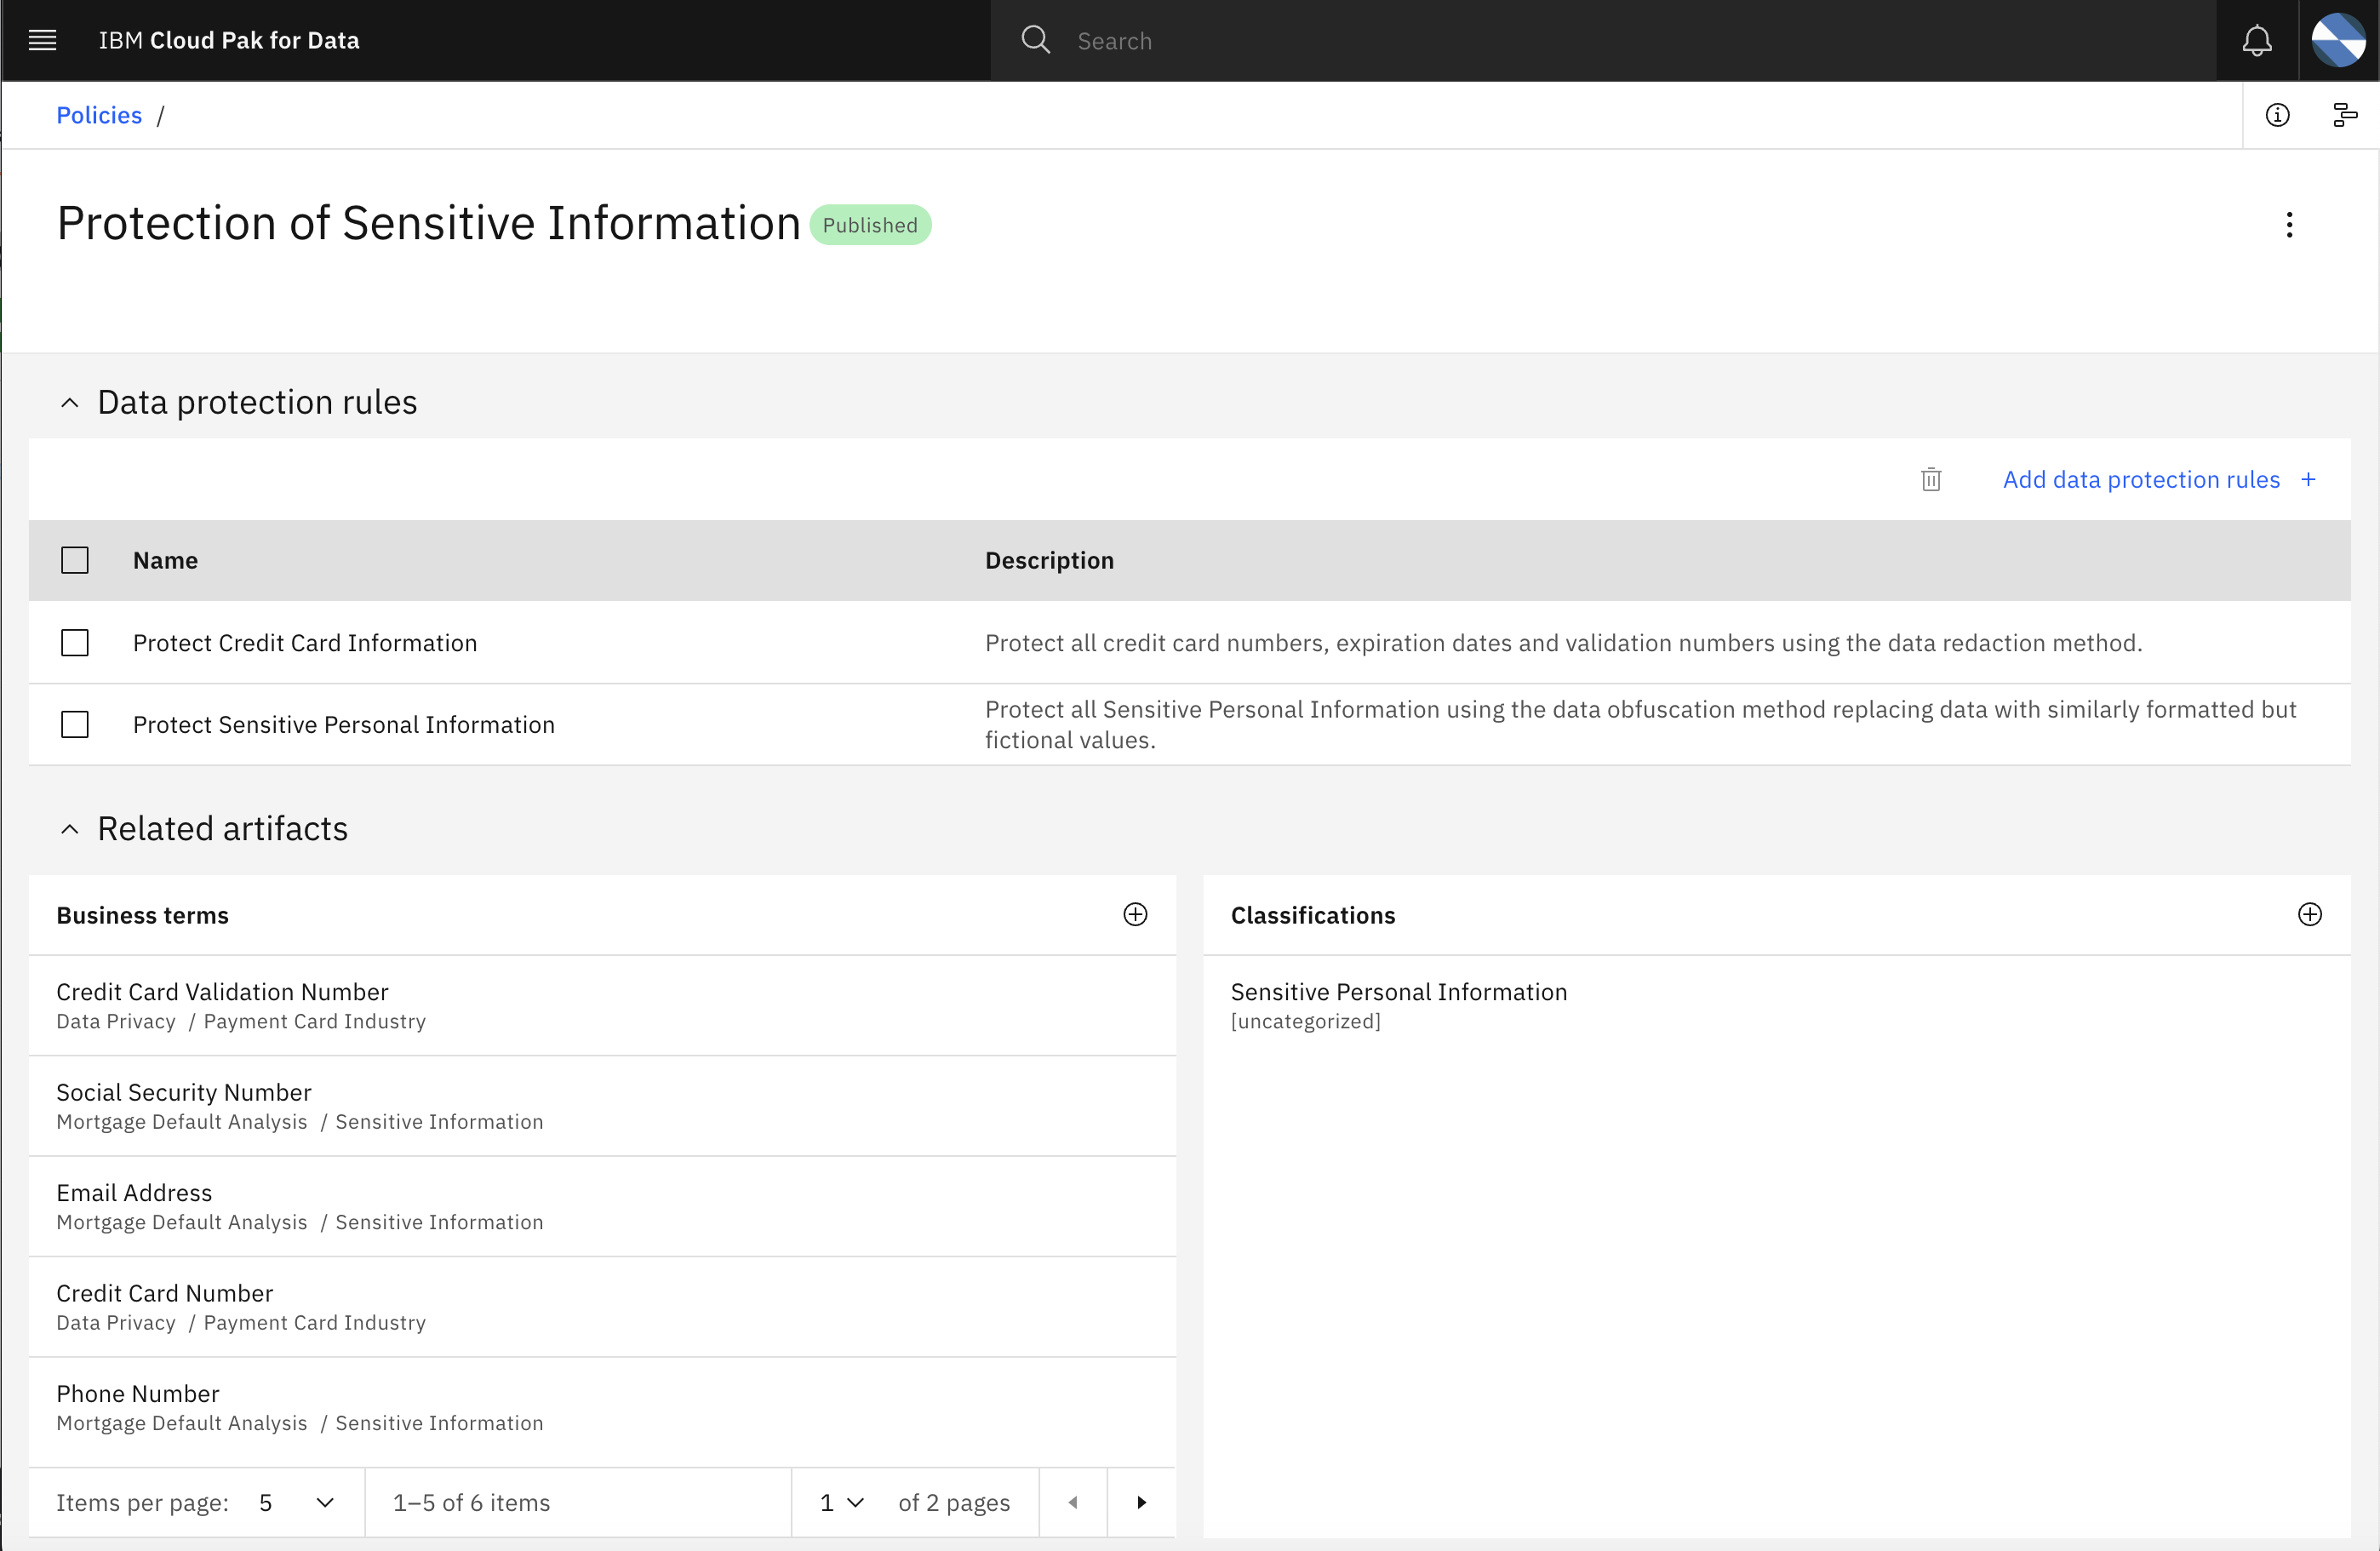 IBM Cloud Pak for Data
Search
Policies /
Protection of Sensitive Information
Published
Data protection rules
Add data protection rules +
Name
Description
Protect Credit Card Information
Protect all credit card numbers, expiration dates and validation numbers using the data redaction method.
Protect Sensitive Personal Information
Protect all Sensitive Personal Information using the data obfuscation method replacing data with similarly formatted but
fictional values.
Related artifacts
Business terms
Credit Card Validation Number
Data Privacy / Payment Card Industry
Social Security Number
Mortgage Default Analysis / Sensitive Information
Email Address
Mortgage Default Analysis / Sensitive Information
Credit Card Number
Data Privacy / Payment Card Industry
Phone Number
Mortgage Default Analysis / Sensitive Information
Items per page: 5
1–5 of 6 items
1 of 2 pages
Classifications
Sensitive Personal Information
[uncategorized]